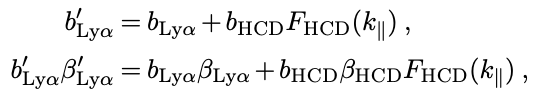 b′_{Lyα} = b_{Lyα} + b_{HCD}F_{HCD}(k_∥) ,
b′_{Lyα}β′_{Lyα} = b_{Lyα}β_{Lyα} + b_{HCD}β_{HCD}F_{HCD}(k_∥) ,